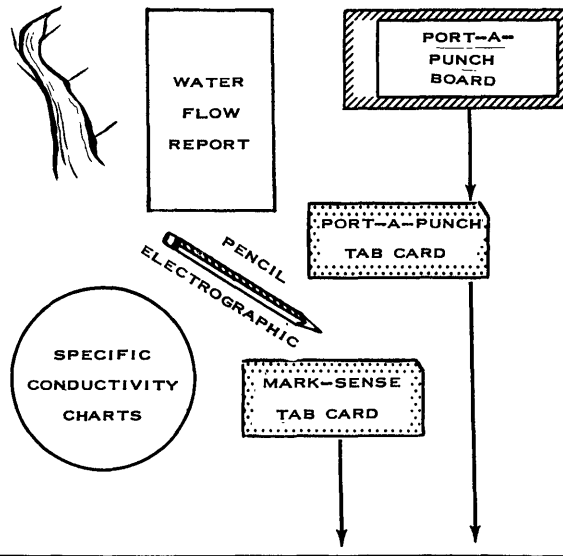 WATER
FLOW
REPORT
PORT-A-
PUNCH
BOARD
PORT-A-PUNCH
TAB CARD
PENCIL
ELECTROGRAPHIC
SPECIFIC
CONDUCTIVITY
CHARTS
MARK-SENSE
TAB CARD